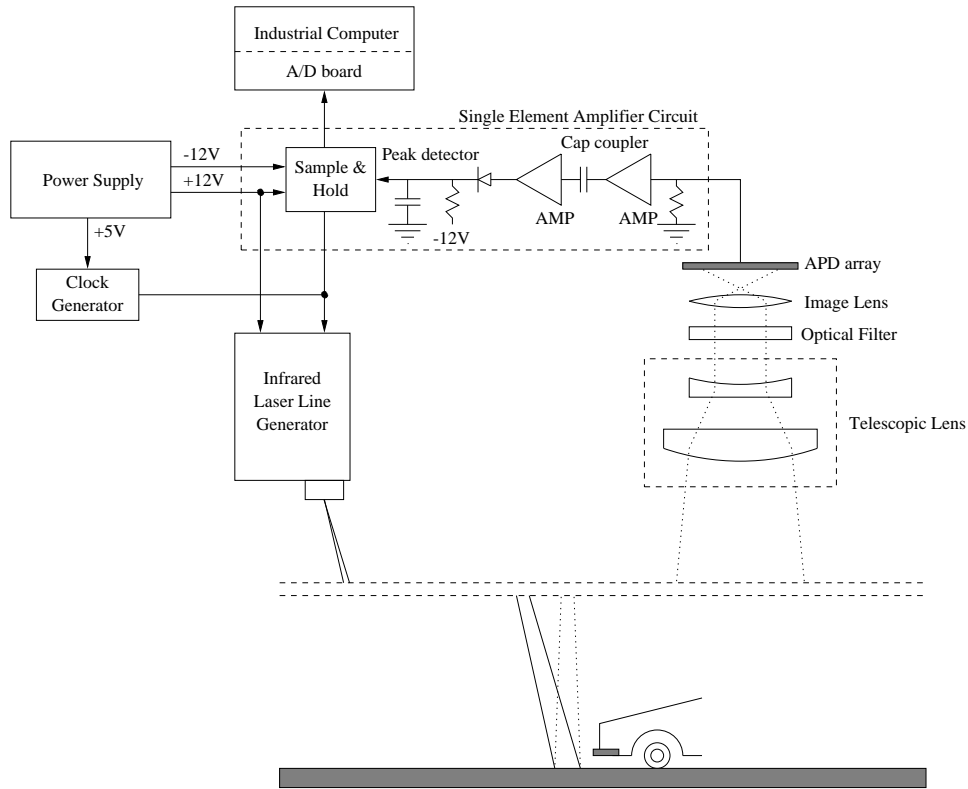 Industrial Computer
A/D board
Single Element Amplifier Circuit
Cap coupler
Peak detector
-12V
Sample &
Hold
Power Supply
+12V
AMP
AMP
-12V
+5V
APD array
Clock
Generator
Image Lens
Optical Filter
Infrared
Laser Line
Generator
Telescopic Lens